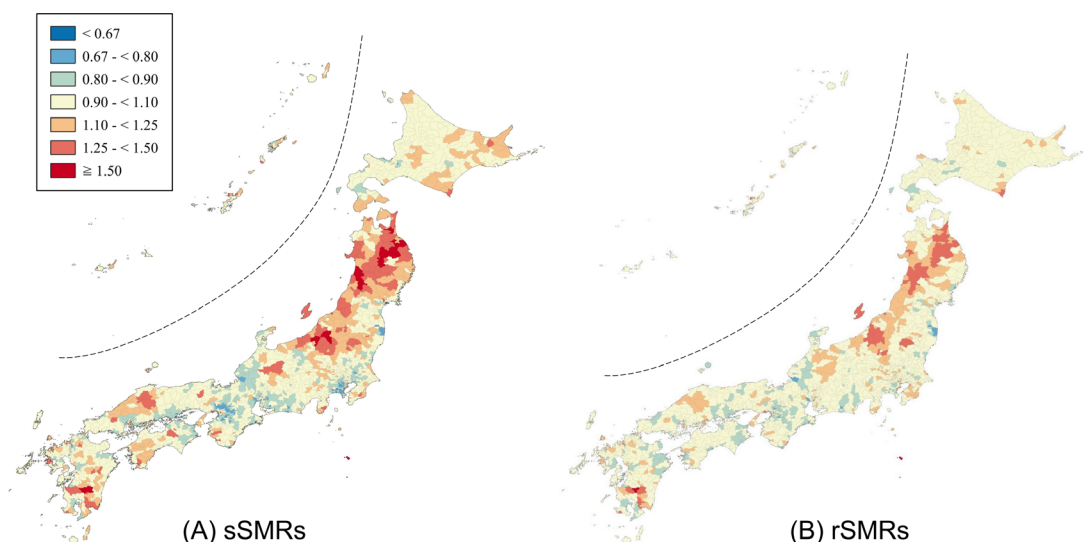 < 0.67
0.67 - < 0.80
0.80 - < 0.90
0.90 - < 1.10
1.10 - < 1.25
1.25 - < 1.50
≧ 1.50
(A) sSMRs
(B) rSMRs